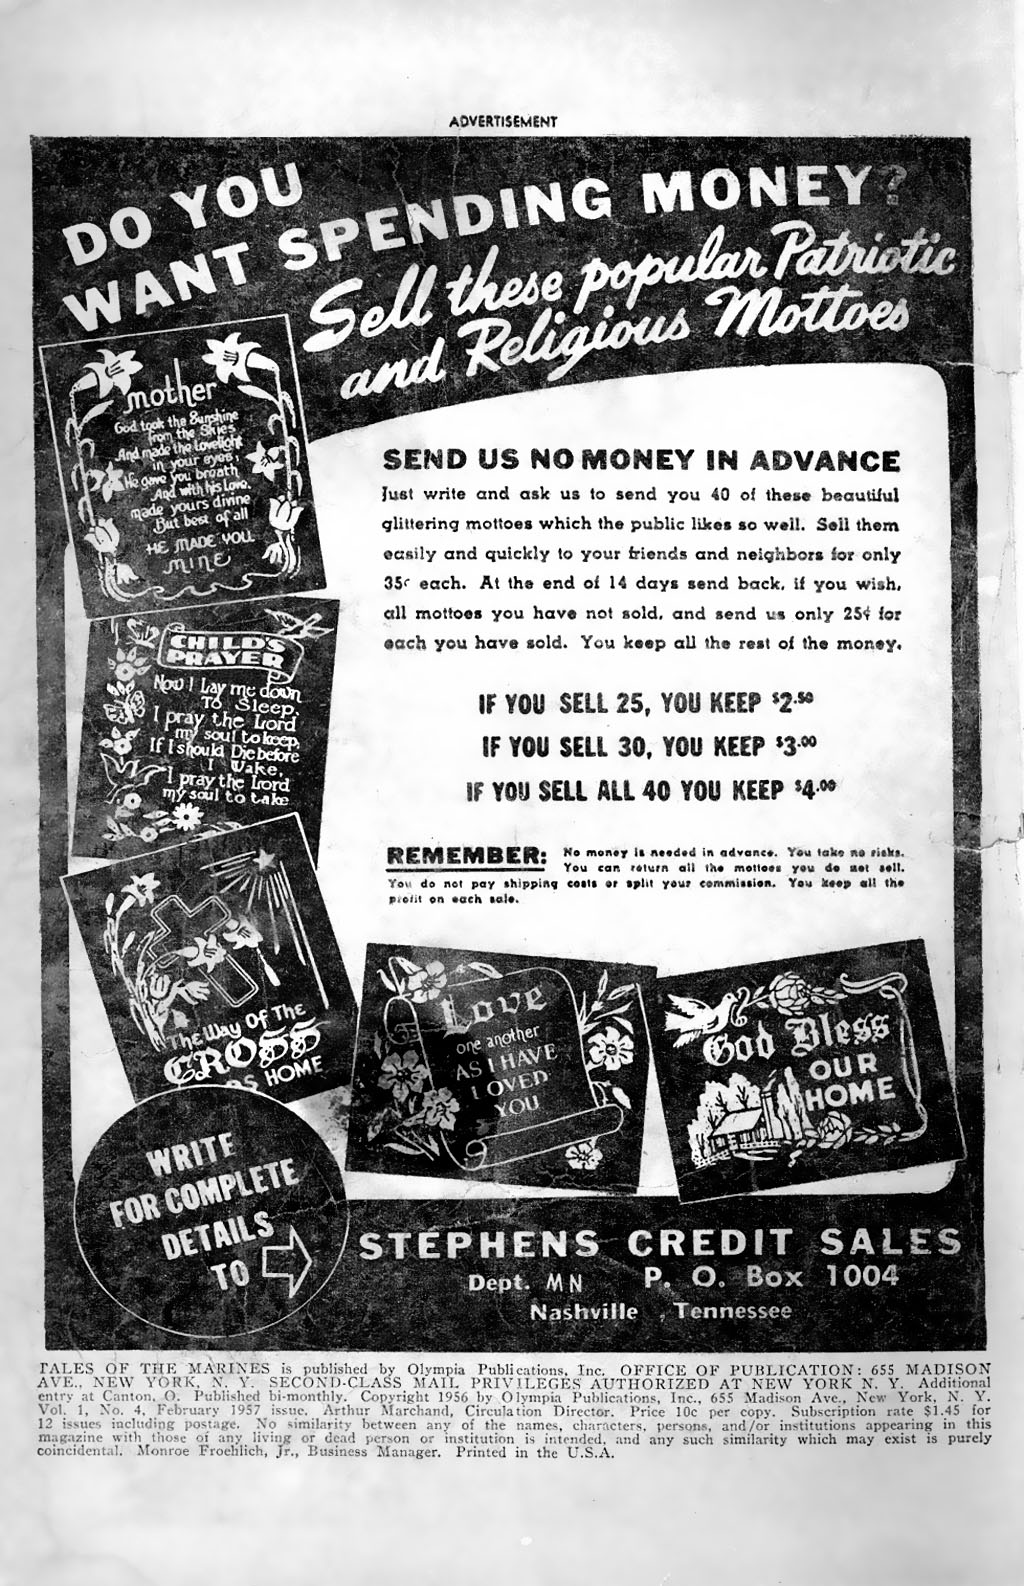 ADVERTISEMENT
DO YOU
WANT SPENDING MONEY?
Sell these popular Patriotic
and Religious Mottoes
mother
God took the Sunshine
from the Skies
And made the Lovelight
in your eyes,
He gave you breath
And with his Love,
made yours divine
But best of all
HE MADE YOU
MINE
CHILD'S
PRAYER
Now I Lay me down
To Sleep,
I pray the Lord
my soul to keep,
If I should Die before
I Wake,
I pray the Lord
my soul to take
The Way Of The
CROSS
HOME
SEND US NO MONEY IN ADVANCE
Just write and ask us to send you 40 of these beautiful
glittering mottoes which the public likes so well. Sell them
easily and quickly to your friends and neighbors for only
35c each. At the end of 14 days send back, if you wish,
all mottoes you have not sold, and send us only 25¢ for
each you have sold. You keep all the rest of the money.
IF YOU SELL 25, YOU KEEP $2.50
IF YOU SELL 30, YOU KEEP $3.00
IF YOU SELL ALL 40 YOU KEEP $4.00
REMEMBER: No money is needed in advance. You take no risks.
You can return all the mottoes you do not sell.
You do not pay shipping costs or split your commission. You keep all the
profit on each sale.
Love
one another
AS I HAVE
LOVED
YOU
God Bless
OUR
HOME
WRITE
FOR COMPLETE
DETAILS
TO
STEPHENS CREDIT SALES
Dept. MN P. O. Box 1004
Nashville, Tennessee
TALES OF THE MARINES is published by Olympia Publications, Inc. OFFICE OF PUBLICATION: 655 MADISON
AVE., NEW YORK, N. Y. SECOND-CLASS MAIL PRIVILEGES AUTHORIZED AT NEW YORK N. Y. Additional
entry at Canton, O. Published bi-monthly. Copyright 1956 by Olympia Publications, Inc., 655 Madison Ave., New York, N. Y.
Vol. 1, No. 4, February 1957 issue. Arthur Marchand, Circulation Director. Price 10c per copy. Subscription rate $1.45 for
12 issues including postage. No similarity between any of the names, characters, persons, and/or institutions appearing in this
magazine with those of any living or dead person or institution is intended, and any such similarity which may exist is purely
coincidental. Monroe Froehlich, Jr., Business Manager. Printed in the U.S.A.